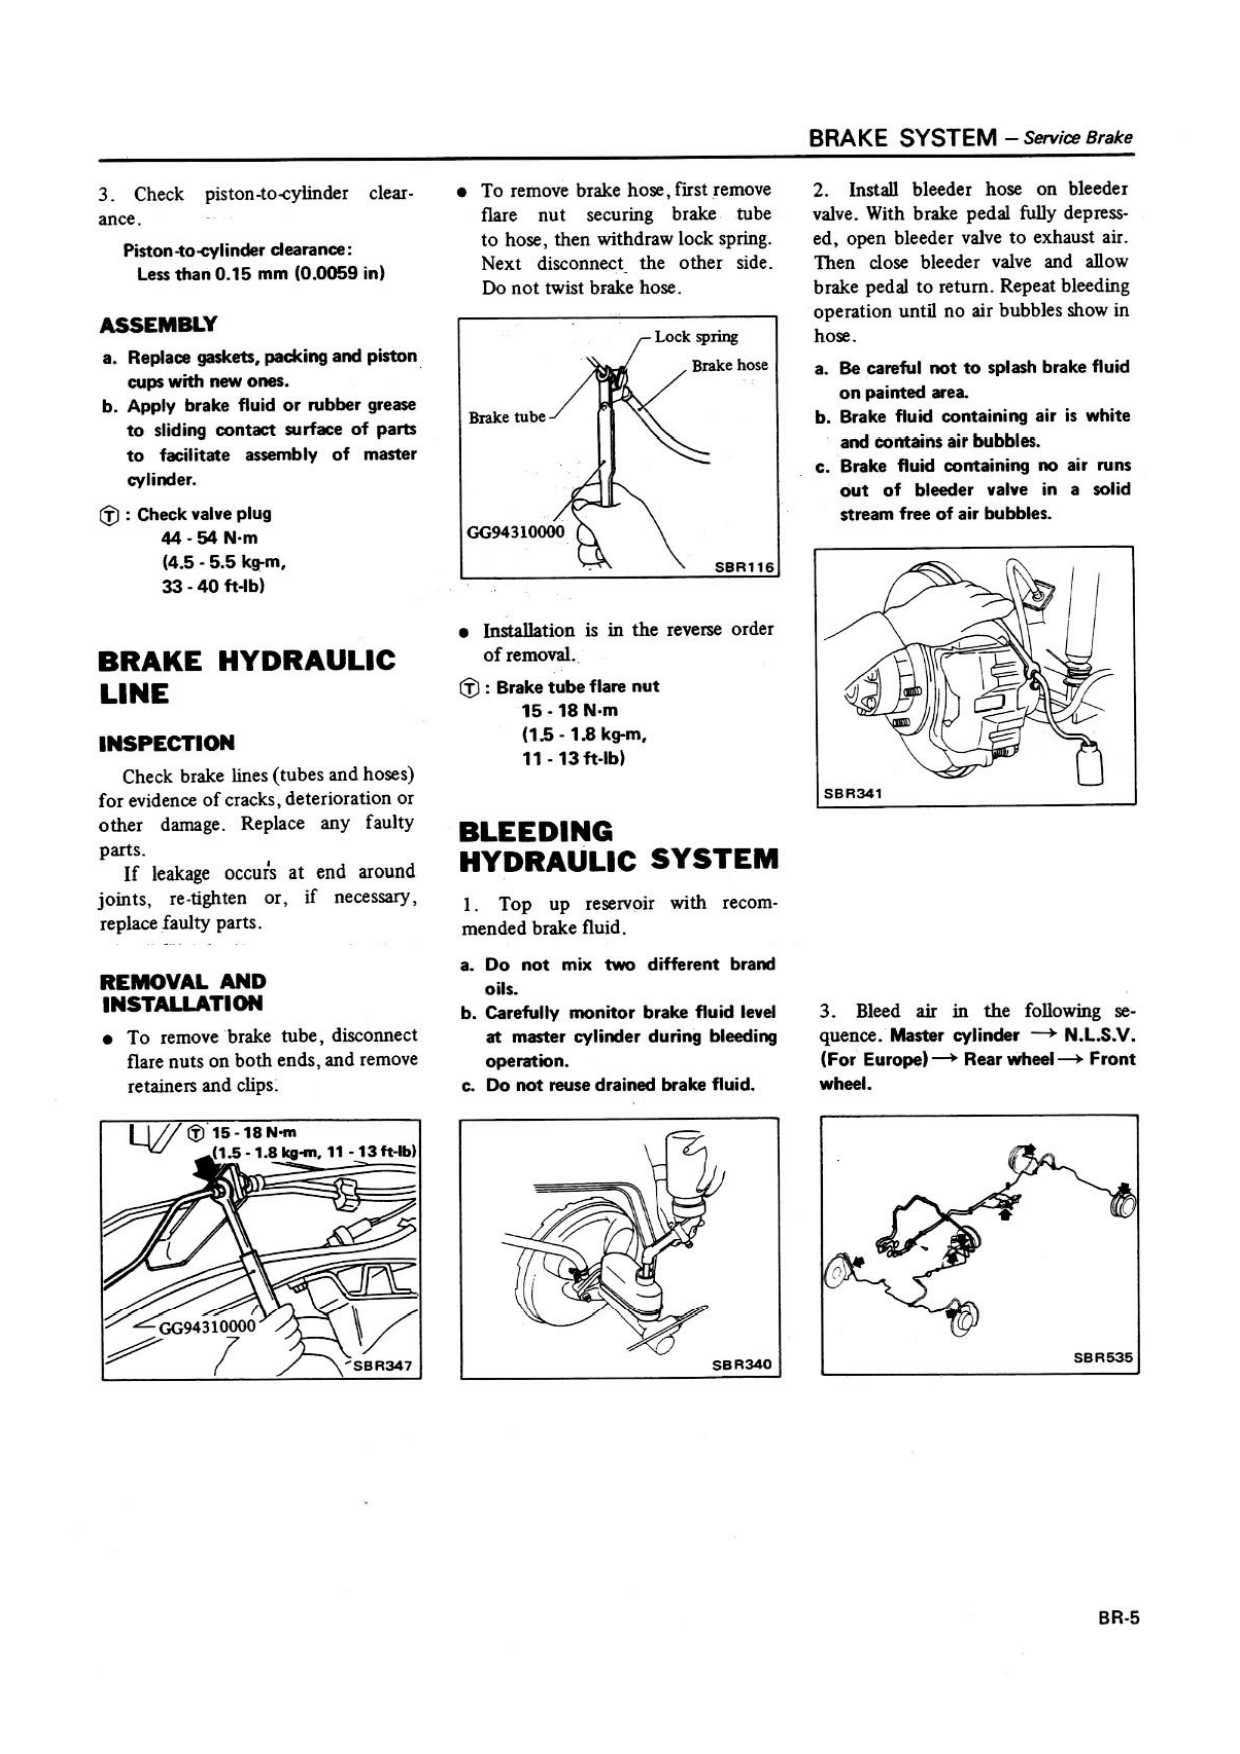 BRAKE SYSTEM – Service Brake
3. Check piston-to-cylinder clear-
ance.
Piston-to-cylinder clearance:
Less than 0.15 mm (0.0059 in)
ASSEMBLY
a. Replace gaskets, packing and piston
cups with new ones.
b. Apply brake fluid or rubber grease
to sliding contact surface of parts
to facilitate assembly of master
cylinder.
Ⓣ : Check valve plug
44 - 54 N·m
(4.5 - 5.5 kg-m,
33 - 40 ft-lb)
BRAKE HYDRAULIC
LINE
INSPECTION
Check brake lines (tubes and hoses)
for evidence of cracks, deterioration or
other damage. Replace any faulty
parts.
If leakage occurs at end around
joints, re-tighten or, if necessary,
replace faulty parts.
REMOVAL AND
INSTALLATION
● To remove brake tube, disconnect
flare nuts on both ends, and remove
retainers and clips.
Ⓣ 15 - 18 N·m
(1.5 - 1.8 kg-m, 11 - 13 ft-lb)
GG94310000
SBR347
● To remove brake hose, first remove
flare nut securing brake tube
to hose, then withdraw lock spring.
Next disconnect the other side.
Do not twist brake hose.
Lock spring
Brake hose
Brake tube
GG94310000
SBR116
● Installation is in the reverse order
of removal.
Ⓣ : Brake tube flare nut
15 - 18 N·m
(1.5 - 1.8 kg-m,
11 - 13 ft-lb)
BLEEDING
HYDRAULIC SYSTEM
1. Top up reservoir with recom-
mended brake fluid.
a. Do not mix two different brand
oils.
b. Carefully monitor brake fluid level
at master cylinder during bleeding
operation.
c. Do not reuse drained brake fluid.
SBR340
2. Install bleeder hose on bleeder
valve. With brake pedal fully depress-
ed, open bleeder valve to exhaust air.
Then close bleeder valve and allow
brake pedal to return. Repeat bleeding
operation until no air bubbles show in
hose.
a. Be careful not to splash brake fluid
on painted area.
b. Brake fluid containing air is white
and contains air bubbles.
c. Brake fluid containing no air runs
out of bleeder valve in a solid
stream free of air bubbles.
SBR341
3. Bleed air in the following se-
quence. Master cylinder → N.L.S.V.
(For Europe) → Rear wheel → Front
wheel.
SBR535
BR-5